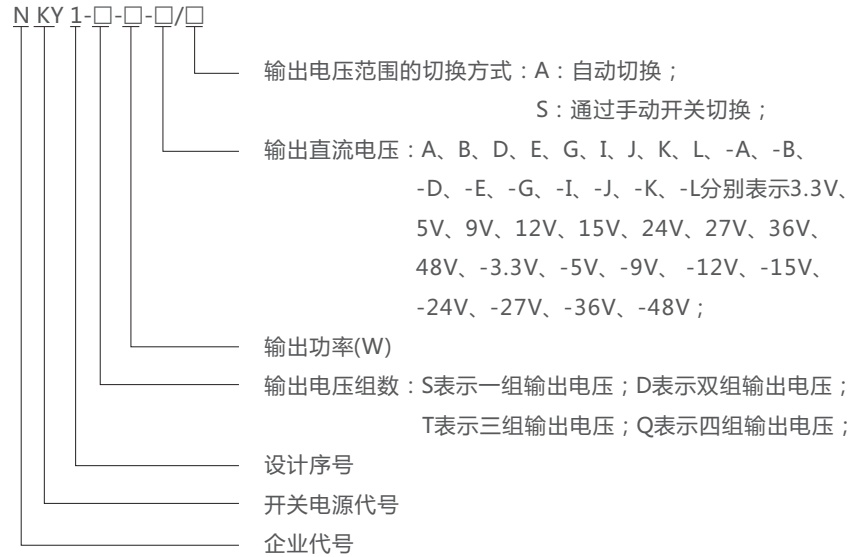 N KY 1-□-□-□/□
输出电压范围的切换方式：A：自动切换；
S：通过手动开关切换；
输出直流电压：A、B、D、E、G、I、J、K、L、-A、-B、
-D、-E、-G、-I、-J、-K、-L分别表示3.3V、
5V、9V、12V、15V、24V、27V、36V、
48V、-3.3V、-5V、-9V、 -12V、-15V、
-24V、-27V、-36V、-48V；
输出功率(W)
输出电压组数：S表示一组输出电压；D表示双组输出电压；
T表示三组输出电压；Q表示四组输出电压；
设计序号
开关电源代号
企业代号